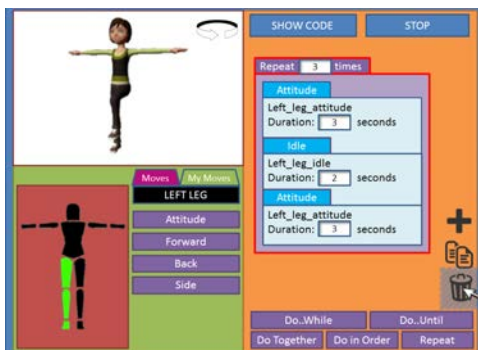 SHOW CODE
STOP
Repeat 3 times
Attitude
Left_leg_attitude
Duration: 3 seconds
Idle
Left_leg_idle
Duration: 2 seconds
Attitude
Left_leg_attitude
Duration: 3 seconds
Moves
My Moves
LEFT LEG
Attitude
Forward
Back
Side
Do..While
Do..Until
Do Together
Do in Order
Repeat